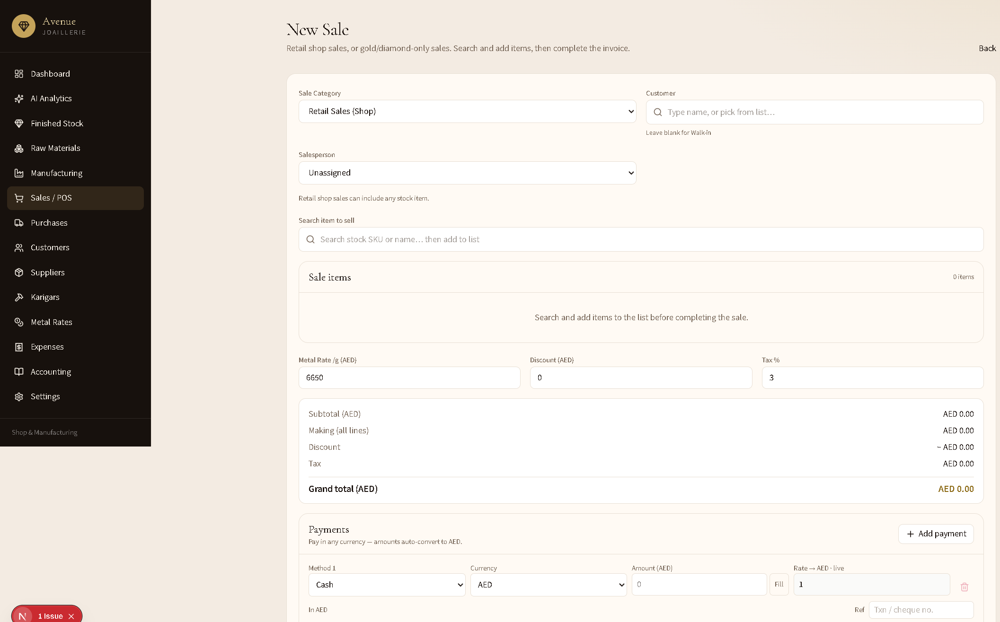 Avenue
JOAILLERIE
Dashboard
AI Analytics
Finished Stock
Raw Materials
Manufacturing
Sales / POS
Purchases
Customers
Suppliers
Karigars
Metal Rates
Expenses
Accounting
Settings
Shop & Manufacturing
N 1 Issue
New Sale
Retail shop sales, or gold/diamond-only sales. Search and add items, then complete the invoice.
Back
Sale Category
Retail Sales (Shop)
Customer
Type name, or pick from list…
Leave blank for Walk-in
Salesperson
Unassigned
Retail shop sales can include any stock item.
Search item to sell
Search stock SKU or name… then add to list
Sale items
0 items
Search and add items to the list before completing the sale.
Metal Rate /g (AED)
6650
Discount (AED)
0
Tax %
3
Subtotal (AED) AED 0.00
Making (all lines) AED 0.00
Discount − AED 0.00
Tax AED 0.00
Grand total (AED) AED 0.00
Payments
Pay in any currency — amounts auto-convert to AED.
Add payment
Method 1
Cash
Currency
AED
Amount (AED)
0
Fill
Rate → AED · live
1
In AED
Ref Txn / cheque no.